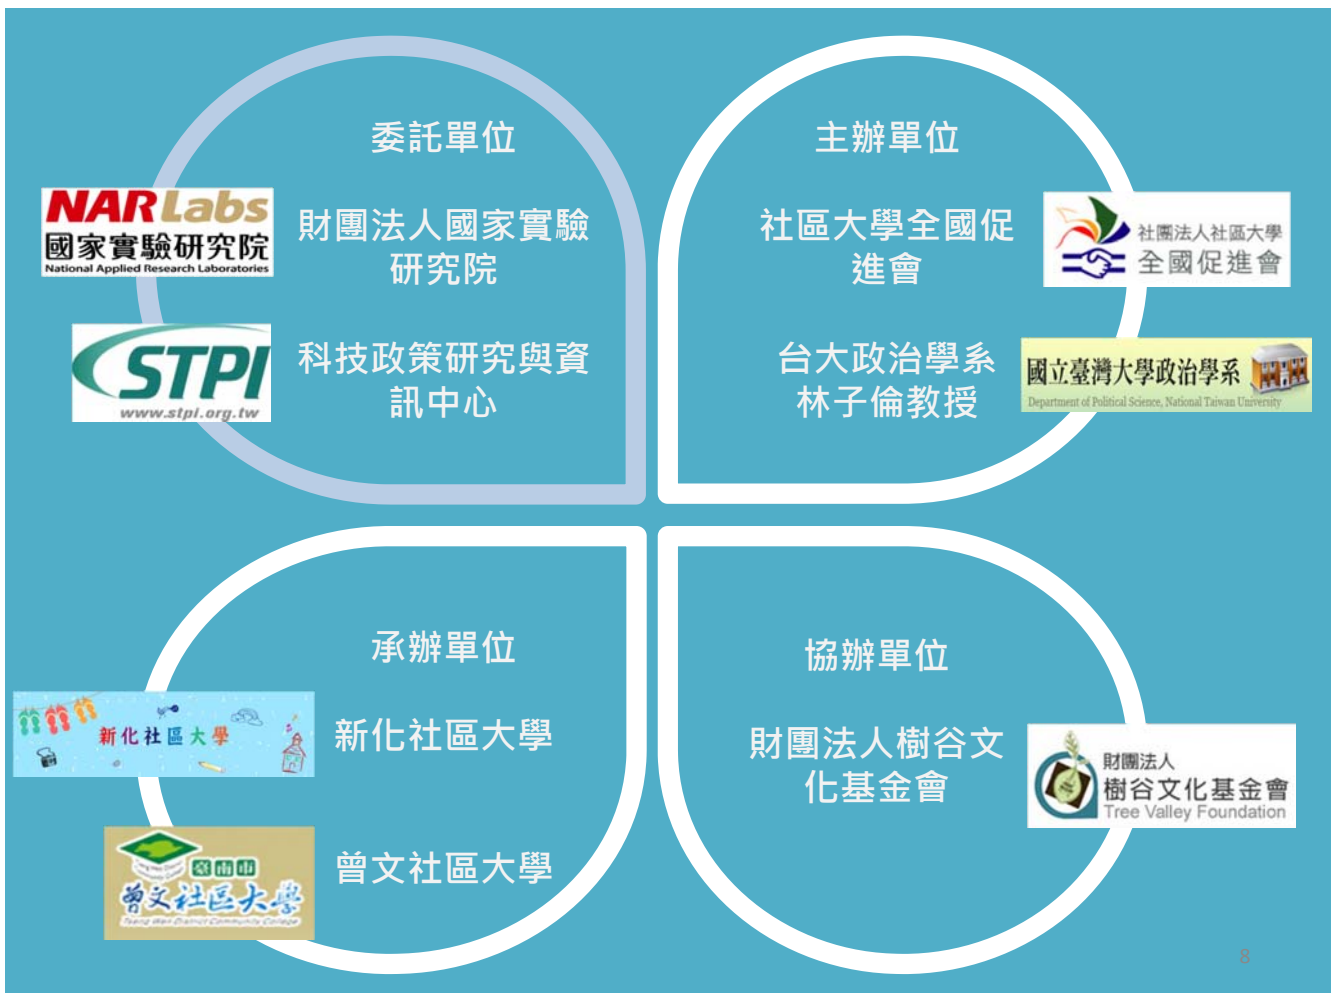 委託單位
NARLabs
國家實驗研究院
National Applied Research Laboratories
財團法人國家實驗
研究院
STPI
www.stpi.org.tw
科技政策研究與資
訊中心
主辦單位
社區大學全國促
進會
社團法人社區大學
全國促進會
台大政治學系
林子倫教授
國立臺灣大學政治學系
Department of Political Science, National Taiwan University
承辦單位
新化社區大學
新化社區大學
臺南市
曾文社區大學
Tseng Wen District Community College
曾文社區大學
協辦單位
財團法人樹谷文
化基金會
財團法人
樹谷文化基金會
Tree Valley Foundation
8